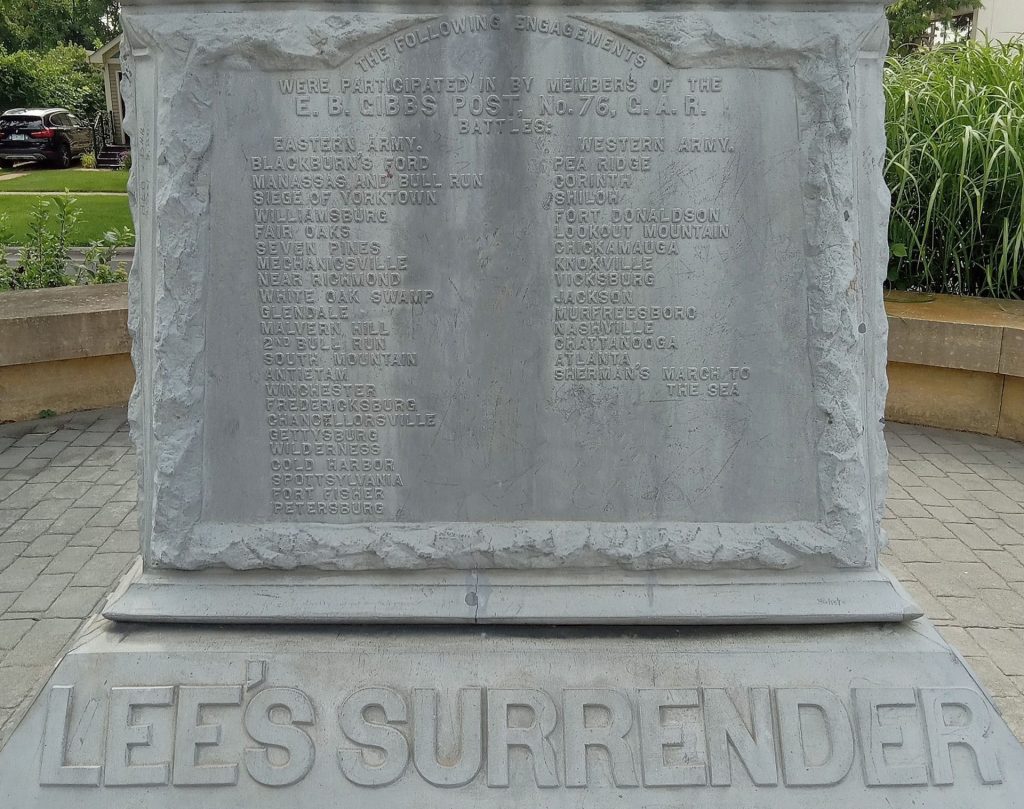 THE FOLLOWING ENGAGEMENTS
WERE PARTICIPATED IN BY MEMBERS OF THE
E. B. GIBBS POST, No. 76, G. A. R.
BATTLES:
EASTERN ARMY.
BLACKBURN'S FORD
MANASSAS AND BULL RUN
SIEGE OF YORKTOWN
WILLIAMSBURG
FAIR OAKS
SEVEN PINES
MECHANICSVILLE
NEAR RICHMOND
WHITE OAK SWAMP
GLENDALE
MALVERN HILL
2ND BULL RUN
SOUTH MOUNTAIN
ANTIETAM
WINCHESTER
FREDERICKSBURG
CHANCELLORSVILLE
GETTYSBURG
WILDERNESS
COLD HARBOR
SPOTTSYLVANIA
FORT FISHER
PETERSBURG
WESTERN ARMY.
PEA RIDGE
CORINTH
SHILOH
FORT DONALDSON
LOOKOUT MOUNTAIN
CHICKAMAUGA
KNOXVILLE
VICKSBURG
JACKSON
MURFREESBORO
NASHVILLE
CHATTANOOGA
ATLANTA
SHERMAN'S MARCH TO
THE SEA
LEE'S SURRENDER